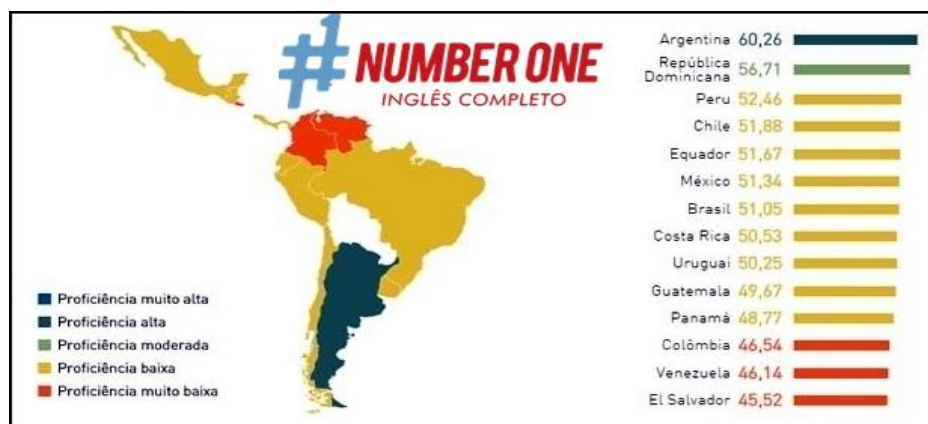 #1 NUMBER ONE
INGLÊS COMPLETO
Proficiência muito alta
Proficiência alta
Proficiência moderada
Proficiência baixa
Proficiência muito baixa
Argentina 60,26
República
Dominicana 56,71
Peru 52,46
Chile 51,88
Equador 51,67
México 51,34
Brasil 51,05
Costa Rica 50,53
Uruguai 50,25
Guatemala 49,67
Panamá 48,77
Colômbia 46,54
Venezuela 46,14
El Salvador 45,52